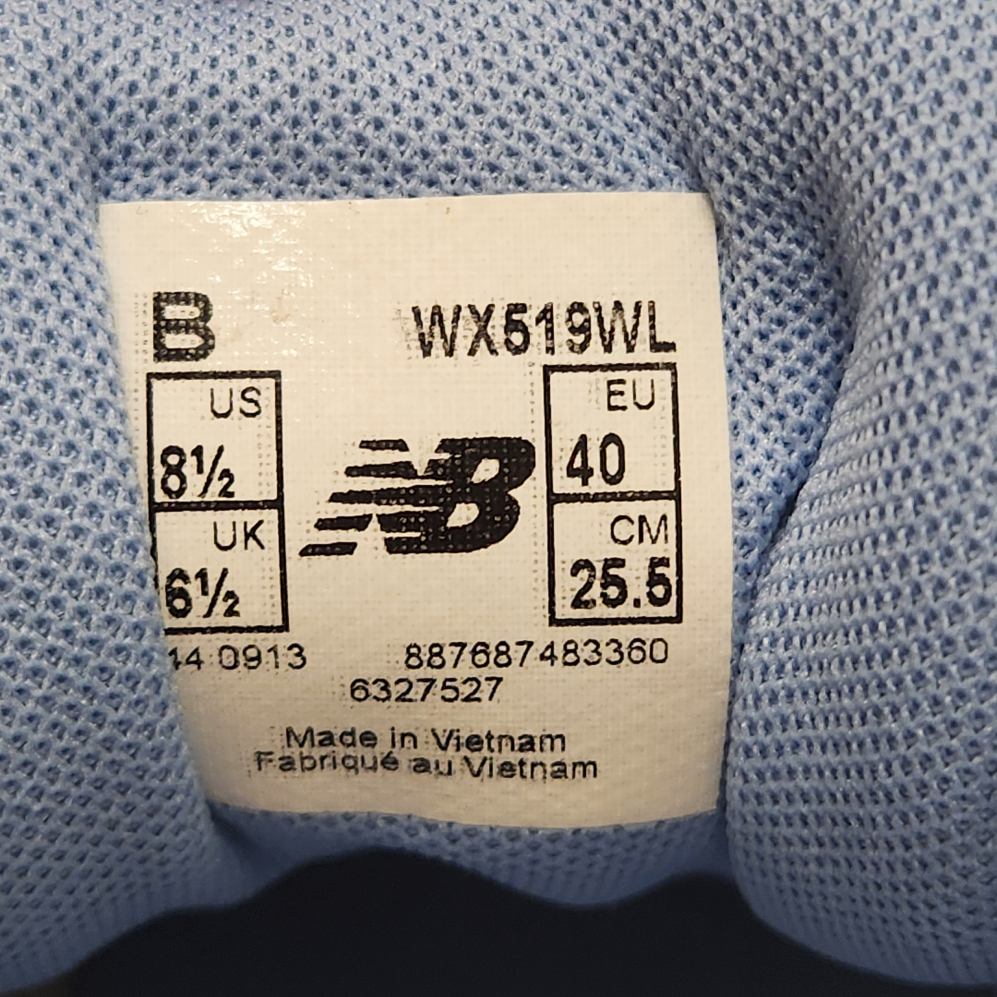 B WX519WL
US EU
8½ 40
NB
UK CM
6½ 25.5
14 0913 887687483360
6327527
Made in Vietnam
Fabriqué au Vietnam